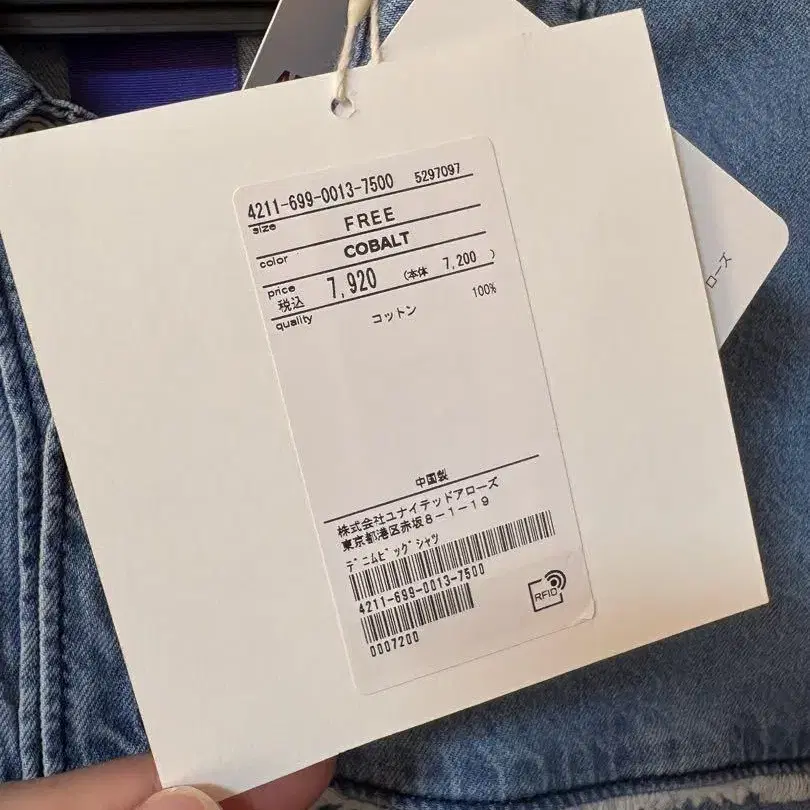 4211-699-0013-7500 5297097
size FREE
color COBALT
price
税込 7,920 (本体 7,200 )
quality コットン 100%
中国製
株式会社ユナイテッドアローズ
東京都港区赤坂8-1-19
デニムビッグシャツ
4211-699-0013-7500
RFID
0007200
ローズ